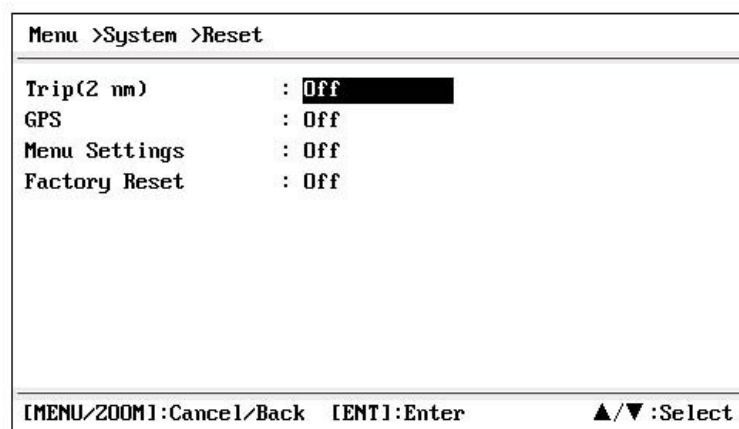 Menu >System >Reset
Trip(2 nm) : Off
GPS : Off
Menu Settings : Off
Factory Reset : Off
[MENU/ZOOM]:Cancel/Back [ENT]:Enter ▲/▼:Select